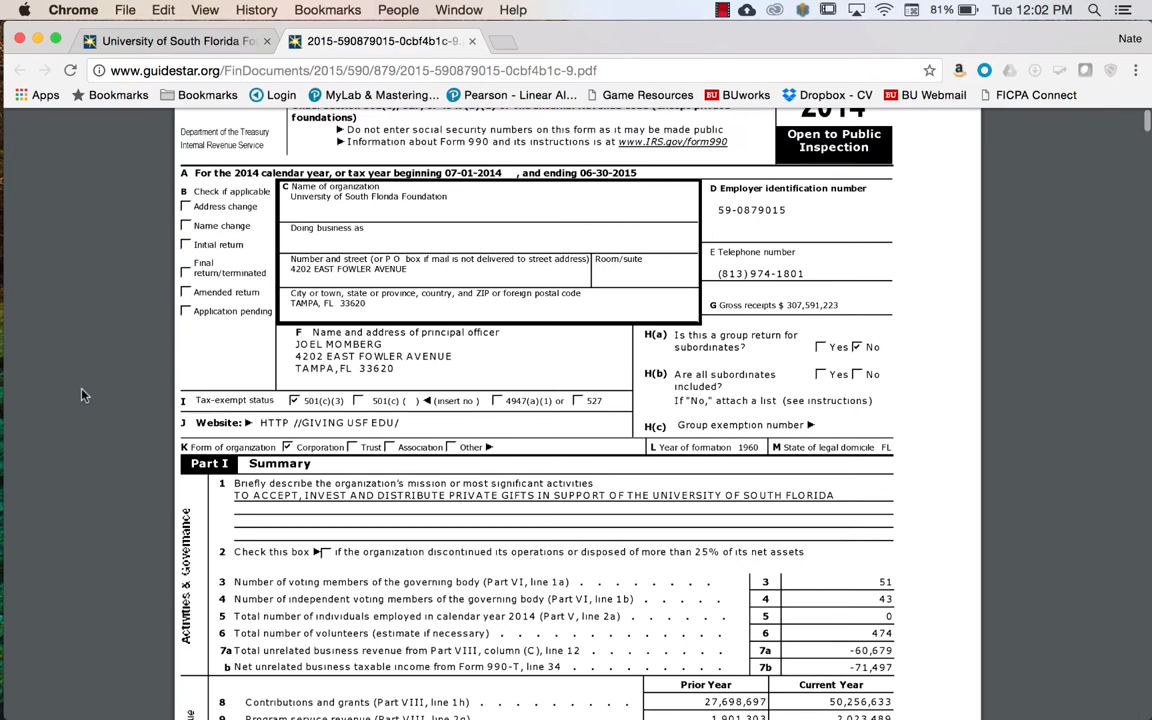 Chrome File Edit View History Bookmarks People Window Help 81% Tue 12:02 PM
University of South Florida Fo × 2015-590879015-0cbf4b1c-9. × Nate
www.guidestar.org/FinDocuments/2015/590/879/2015-590879015-0cbf4b1c-9.pdf
Apps Bookmarks Bookmarks Login MyLab & Mastering... Pearson - Linear Al... Game Resources BUworks Dropbox - CV BU Webmail FICPA Connect
foundations)
2014
Department of the Treasury
Internal Revenue Service
▶ Do not enter social security numbers on this form as it may be made public
▶ Information about Form 990 and its instructions is at www.IRS.gov/form990
Open to Public
Inspection
A For the 2014 calendar year, or tax year beginning 07-01-2014 , and ending 06-30-2015
B Check if applicable
Address change
Name change
Initial return
Final
return/terminated
Amended return
Application pending
C Name of organization
University of South Florida Foundation
Doing business as
Number and street (or P O box if mail is not delivered to street address) Room/suite
4202 EAST FOWLER AVENUE
City or town, state or province, country, and ZIP or foreign postal code
TAMPA, FL 33620
D Employer identification number
59-0879015
E Telephone number
(813) 974-1801
G Gross receipts $ 307,591,223
F Name and address of principal officer
JOEL MOMBERG
4202 EAST FOWLER AVENUE
TAMPA,FL 33620
H(a) Is this a group return for
subordinates? Yes No
H(b) Are all subordinates Yes No
included?
If "No," attach a list (see instructions)
H(c) Group exemption number ▶
I Tax-exempt status 501(c)(3) 501(c) ( ) ◀ (insert no ) 4947(a)(1) or 527
J Website: ▶ HTTP //GIVING USF EDU/
K Form of organization Corporation Trust Association Other ▶
L Year of formation 1960 M State of legal domicile FL
Part I Summary
Activities & Governance
1 Briefly describe the organization's mission or most significant activities
TO ACCEPT, INVEST AND DISTRIBUTE PRIVATE GIFTS IN SUPPORT OF THE UNIVERSITY OF SOUTH FLORIDA
2 Check this box ▶ if the organization discontinued its operations or disposed of more than 25% of its net assets
3 Number of voting members of the governing body (Part VI, line 1a) . . . . . . . . 3 51
4 Number of independent voting members of the governing body (Part VI, line 1b) . . . . . 4 43
5 Total number of individuals employed in calendar year 2014 (Part V, line 2a) . . . . . . 5 0
6 Total number of volunteers (estimate if necessary) . . . . . . . . . . . . 6 474
7a Total unrelated business revenue from Part VIII, column (C), line 12 . . . . . . . 7a -60,679
b Net unrelated business taxable income from Form 990-T, line 34 . . . . . . . . 7b -71,497
Prior Year Current Year
8 Contributions and grants (Part VIII, line 1h) . . . . . . . . . 27,698,697 50,256,633
9 Program service revenue (Part VIII, line 2g) 1,901,303 2,023,489